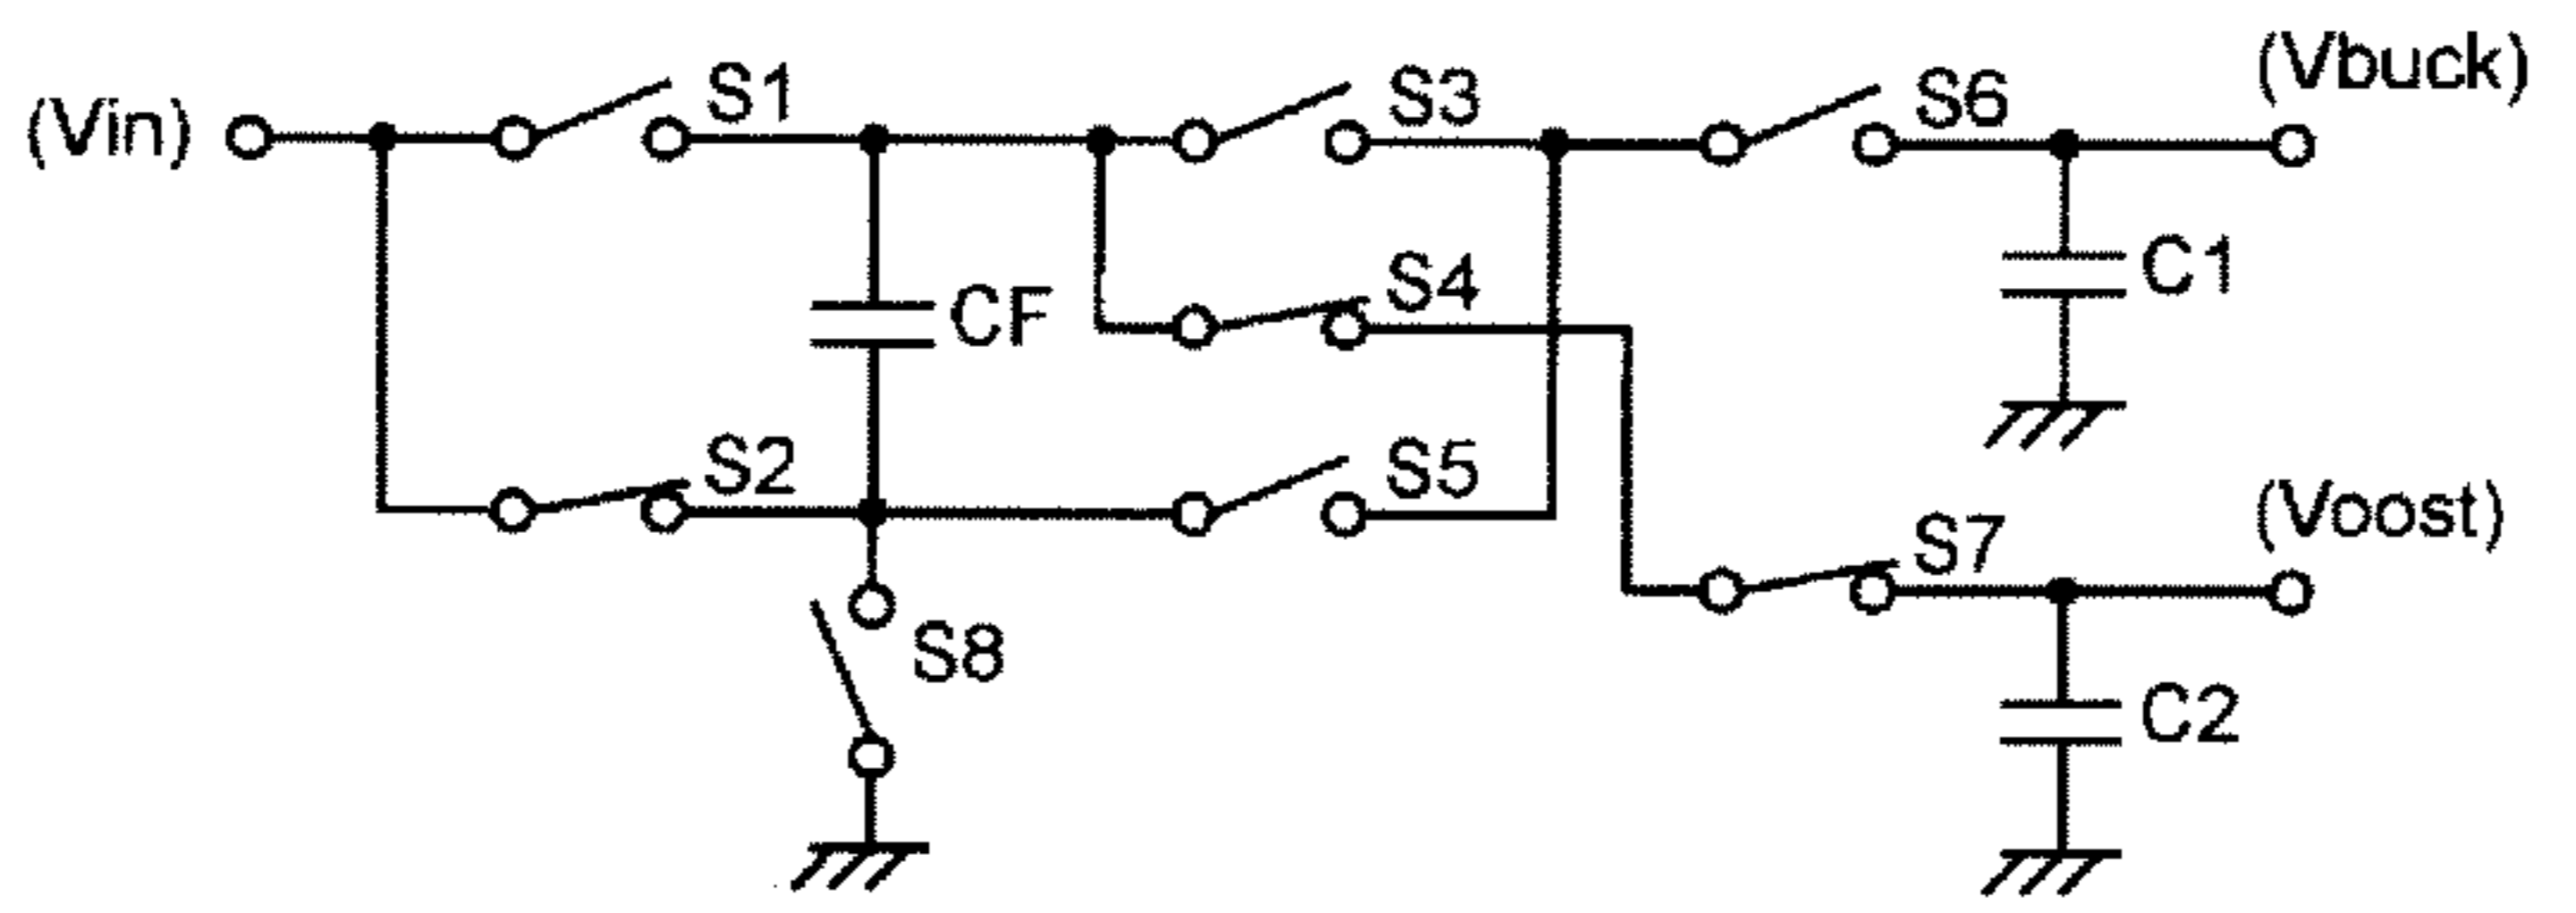 (Vin)
S1
S3
S6
(Vbuck)
CF
S4
C1
S2
S5
S7
(Voost)
S8
C2